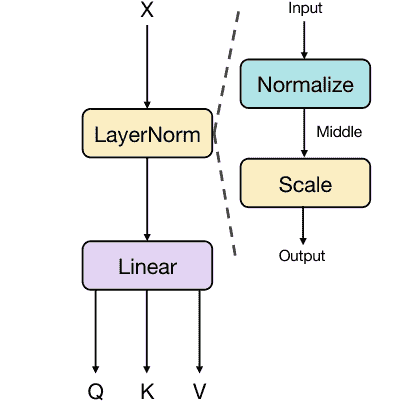 X
LayerNorm
Linear
Q K V
Input
Normalize
Middle
Scale
Output